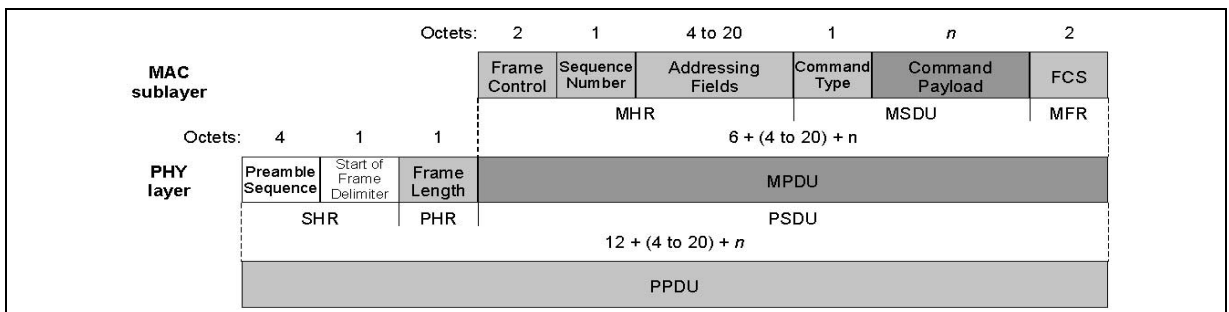 Octets: 2 1 4 to 20 1 n 2
MAC sublayer
Frame Control
Sequence Number
Addressing Fields
Command Type
Command Payload
FCS
MHR MSDU MFR
Octets: 4 1 1
6 + (4 to 20) + n
PHY layer
Preamble Sequence
Start of Frame Delimiter
Frame Length
MPDU
SHR PHR PSDU
12 + (4 to 20) + n
PPDU